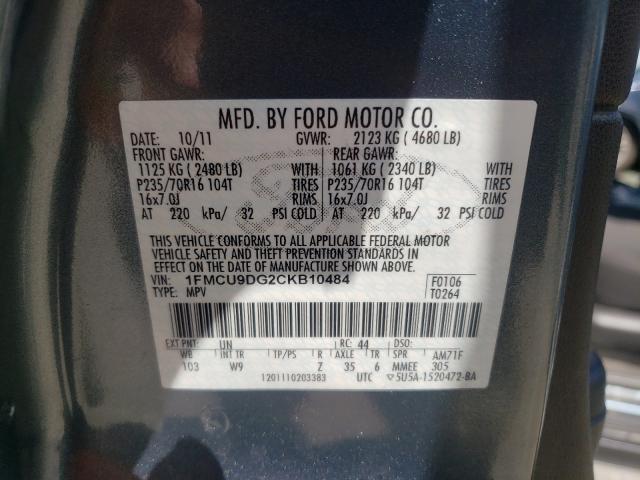 MFD. BY FORD MOTOR CO.
DATE: 10/11 GVWR: 2123 KG ( 4680 LB)
FRONT GAWR: REAR GAWR:
1125 KG ( 2480 LB) WITH 1061 KG ( 2340 LB) WITH
P235/70R16 104T TIRES P235/70R16 104T TIRES
16x7.0J RIMS 16x7.0J RIMS
AT 220 kPa/ 32 PSI COLD AT 220 kPa/ 32 PSI COLD
THIS VEHICLE CONFORMS TO ALL APPLICABLE FEDERAL MOTOR
VEHICLE SAFETY AND THEFT PREVENTION STANDARDS IN
EFFECT ON THE DATE OF MANUFACTURE SHOWN ABOVE.
VIN: 1FMCU9DG2CKB10484 F0106
TYPE: MPV T0264
EXT PNT: UN RC: 44 DSO:
WB INT TR TP/PS R AXLE TR SPR AM71F
103 W9 Z 35 6 MMEE 305
1201110203383 UTC ▽5U5A-1520472-BA